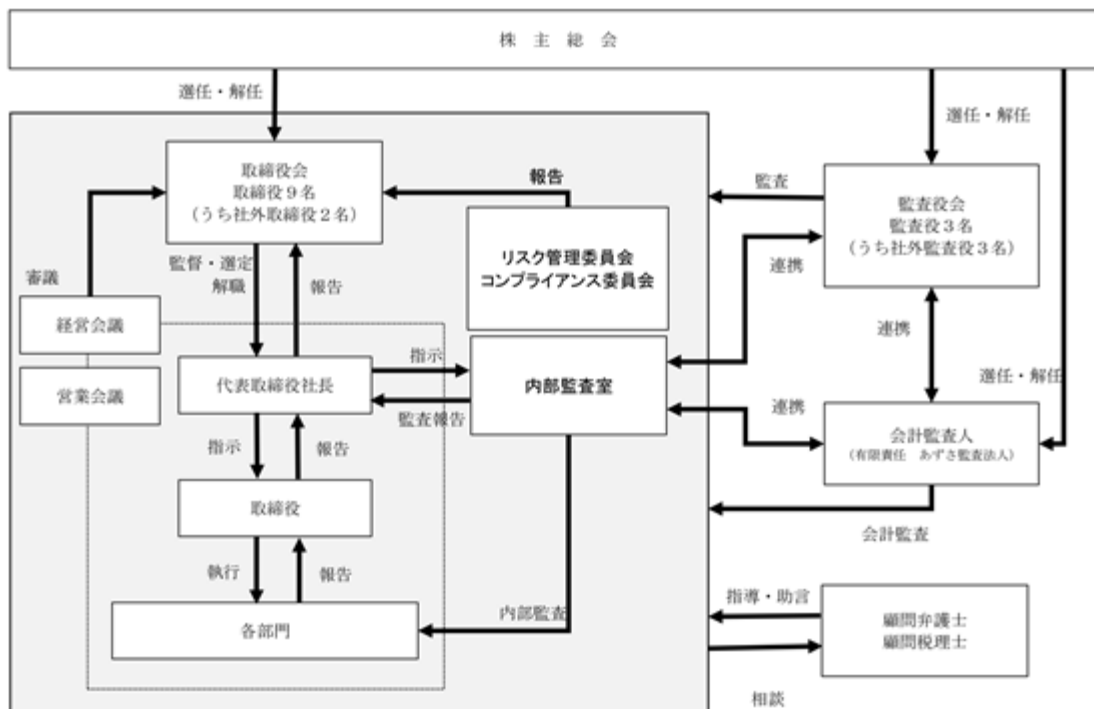 株　主　総　会
選任・解任
選任・解任
取締役会
取締役９名
（うち社外取締役２名）
報告
監査
監査役会
監査役３名
（うち社外監査役３名）
リスク管理委員会
コンプライアンス委員会
監督・選定
解職
報告
連携
審議
経営会議
連携
指示
選任・解任
代表取締役社長
内部監査室
営業会議
監査報告
連携
会計監査人
（有限責任　あずさ監査法人）
指示
報告
取締役
会計監査
執行
報告
指導・助言
内部監査
各部門
顧問弁護士
顧問税理士
相談